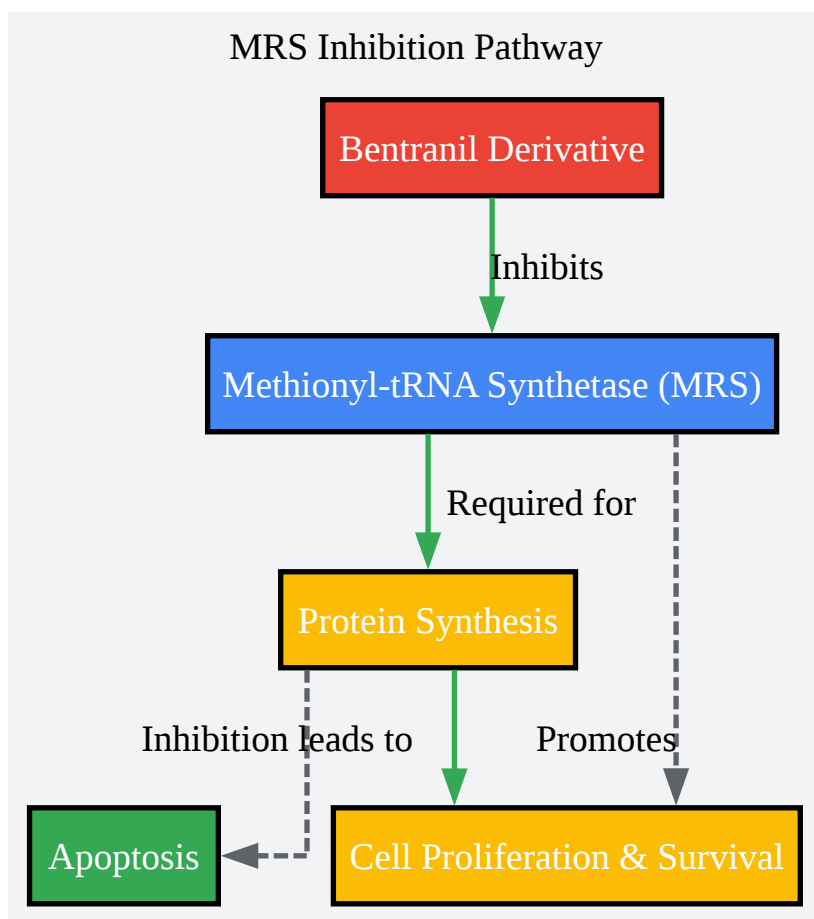 MRS Inhibition Pathway
Bentranil Derivative
Inhibits
Methionyl-tRNA Synthetase (MRS)
Required for
Protein Synthesis
Inhibition leads to
Promotes
Apoptosis
Cell Proliferation & Survival